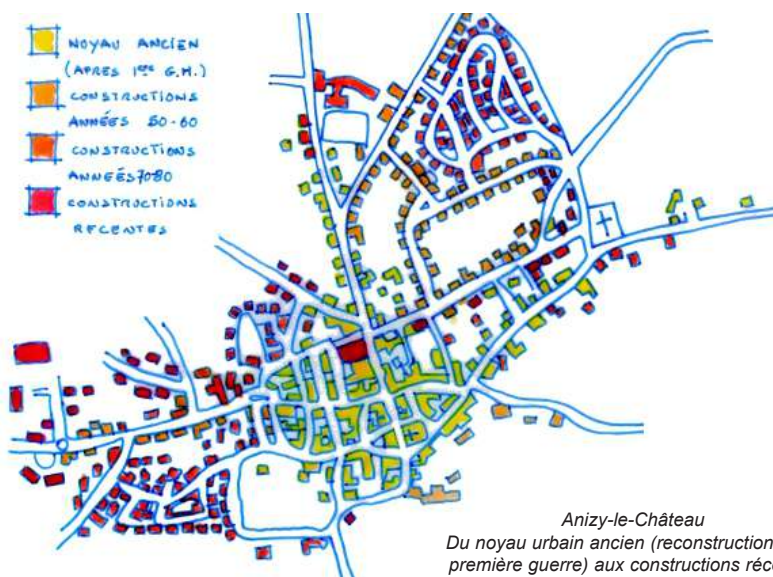 NOYAU ANCIEN
(APRES 1ERE G.M.)
CONSTRUCTIONS
ANNÉES 50-60
CONSTRUCTIONS
ANNÉES 70 80
CONSTRUCTIONS
RECENTES
Anizy-le-Château
Du noyau urbain ancien (reconstruction
première guerre) aux constructions réc